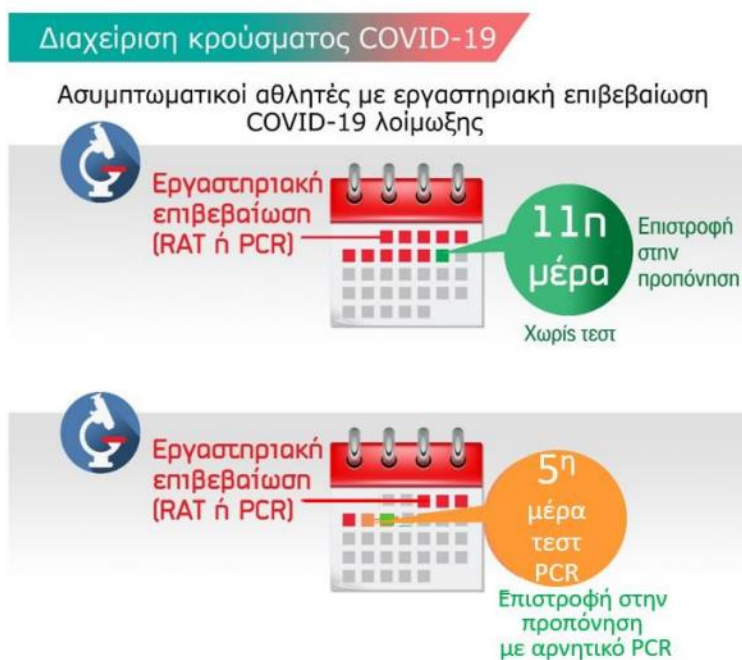 Διαχείριση κρούσματος COVID-19
Ασυμπτωματικοί αθλητές με εργαστηριακή επιβεβαίωση
COVID-19 λοίμωξης
Εργαστηριακή
επιβεβαίωση
(RAT ή PCR)
11η
μέρα
Επιστροφή
στην
προπόνηση
Χωρίς τεστ
Εργαστηριακή
επιβεβαίωση
(RAT ή PCR)
5η
μέρα
τεστ
PCR
Επιστροφή στην
προπόνηση
με αρνητικό PCR